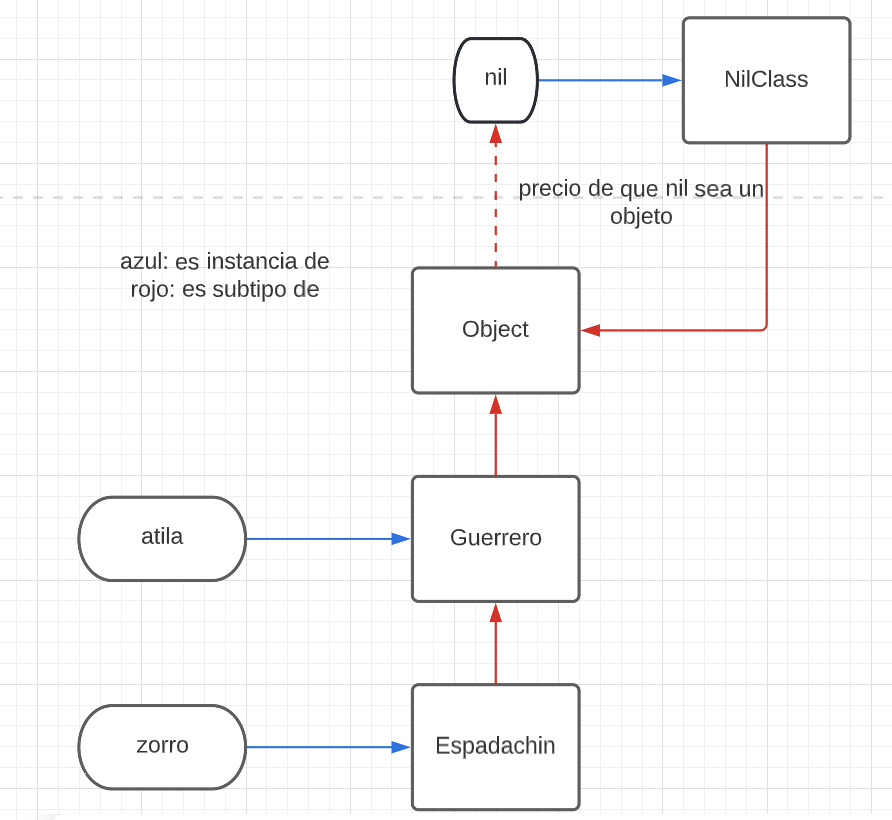 nil
NilClass
precio de que nil sea un
objeto
azul: es instancia de
rojo: es subtipo de
Object
atila
Guerrero
zorro
Espadachin